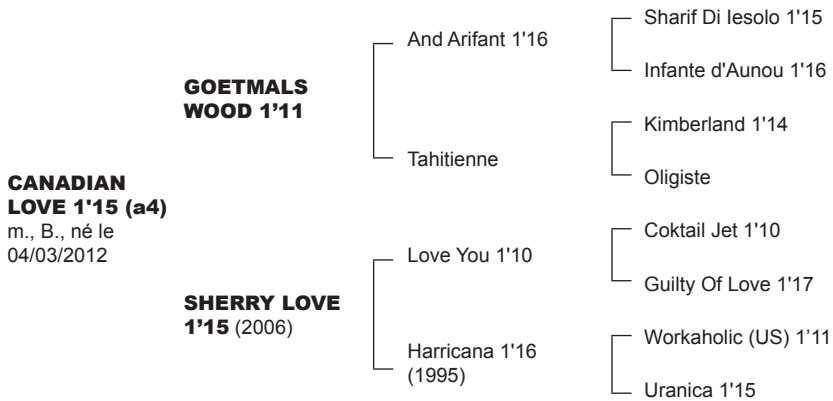 CANADIAN
LOVE 1'15 (a4)
m., B., né le
04/03/2012
GOETMALS
WOOD 1’11
And Arifant 1'16
Sharif Di Iesolo 1'15
Infante d'Aunou 1'16
Tahitienne
Kimberland 1'14
Oligiste
SHERRY LOVE
1’15 (2006)
Love You 1'10
Coktail Jet 1'10
Guilty Of Love 1'17
Harricana 1'16
(1995)
Workaholic (US) 1’11
Uranica 1'15